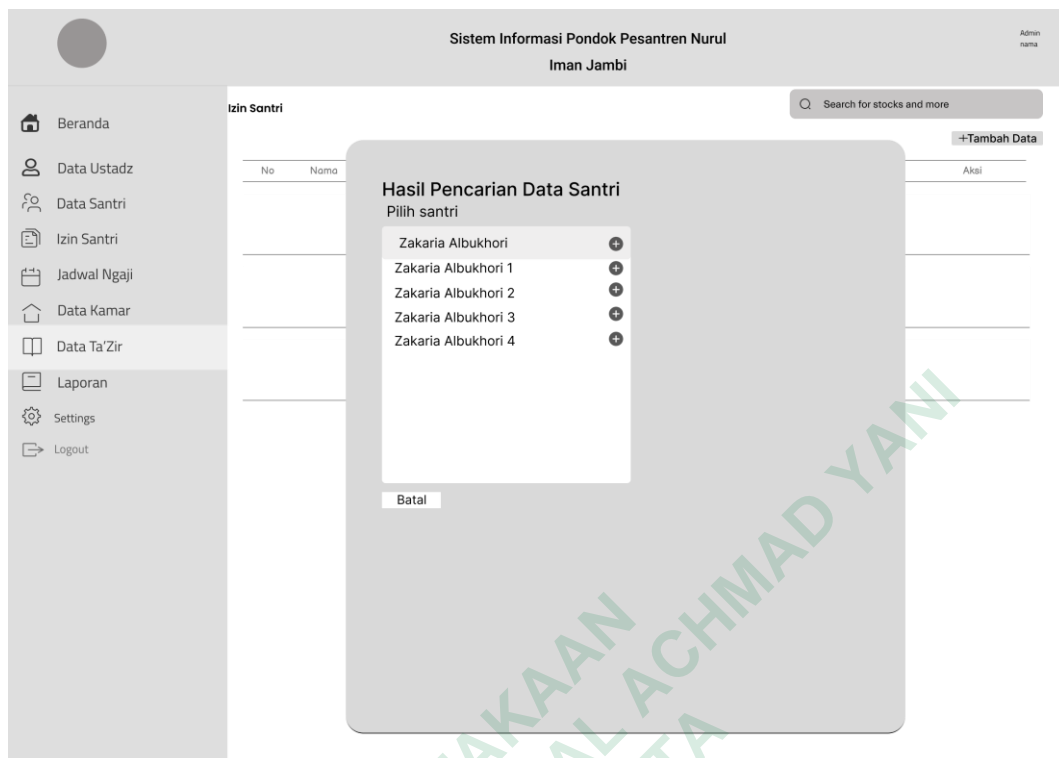 Sistem Informasi Pondok Pesantren Nurul
Iman Jambi
Admin
nama
Beranda
Data Ustadz
Data Santri
Izin Santri
Jadwal Ngaji
Data Kamar
Data Ta'Zir
Laporan
Settings
Logout
Izin Santri
Search for stocks and more
+Tambah Data
No Nama Aksi
Hasil Pencarian Data Santri
Pilih santri
Zakaria Albukhori
Zakaria Albukhori 1
Zakaria Albukhori 2
Zakaria Albukhori 3
Zakaria Albukhori 4
Batal
TAKAAN
AL ACHMAD YANI
TA